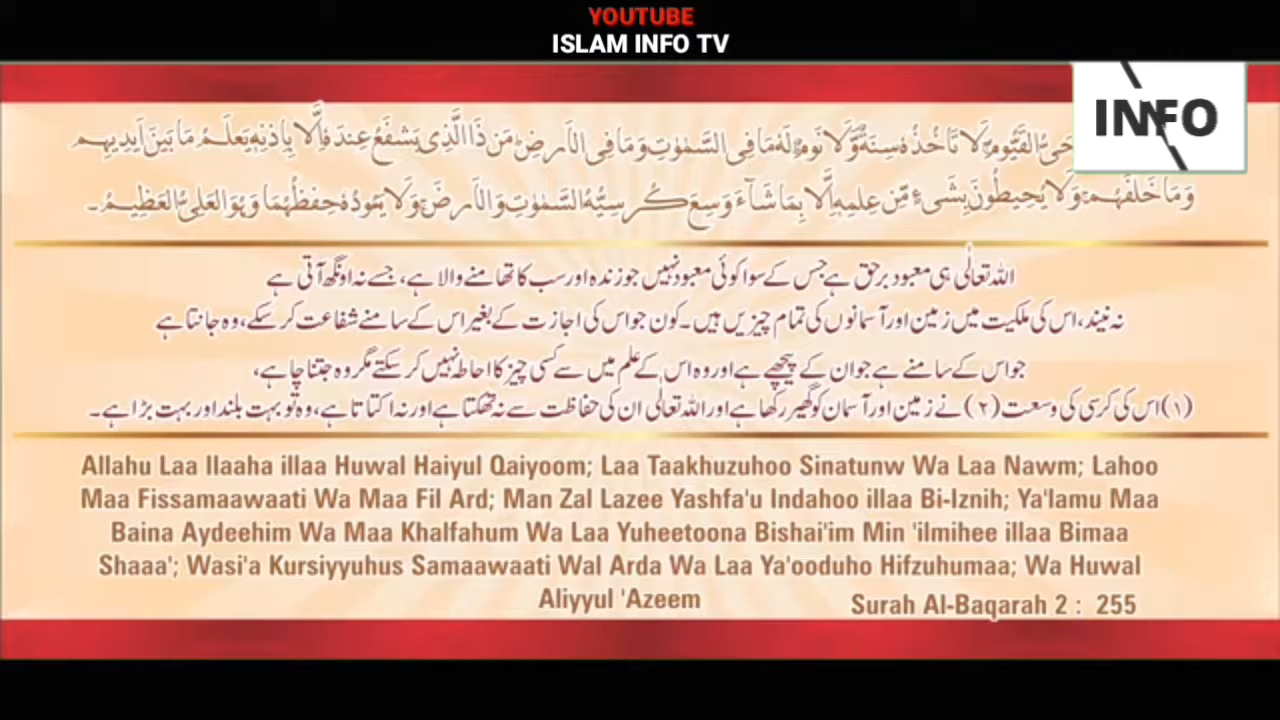 YOUTUBE
ISLAM INFO TV
INFO
الْقَيُّومُ لَا تَأْخُذُهُ سِنَةٌ وَّلَا نَوْمٌ لَهُ مَا فِى السَّمٰوٰتِ وَمَا فِى الْاَرْضِ مَن ذَا الَّذِى يَشْفَعُ عِندَهُ اِلَّا بِاِذْنِهِ يَعْلَمُ مَا بَيْنَ اَيْدِيهِم
وَمَا خَلْفَهُمْ وَلَا يُحِيطُونَ بِشَىْءٍ مِّنْ عِلْمِهِ اِلَّا بِمَا شَآءَ وَسِعَ كُرْسِيُّهُ السَّمٰوٰتِ وَالْاَرْضَ وَلَا يَـُٔودُهُ حِفْظُهُمَا وَهُوَ الْعَلِىُّ الْعَظِيمُ۔
اللہ تعالٰی ہی معبود برحق ہے جس کے سوا کوئی معبود نہیں جو زندہ اور سب کا تھامنے والا ہے، جسے نہ اونگھ آتی ہے
نہ نیند، اس کی ملکیت میں زمین اور آسمانوں کی تمام چیزیں ہیں۔ کون جو اس کی اجازت کے بغیر اس کے سامنے شفاعت کر سکے، وہ جانتا ہے
جو اس کے سامنے ہے جو ان کے پیچھے ہے اور وہ اس کے علم میں سے کسی چیز کا احاطہ نہیں کر سکتے مگر وہ جتنا چاہے،
(۱) اس کی کرسی کی وسعت (۲) نے زمین اور آسمان کو گھیر رکھا ہے اور اللہ تعالٰی ان کی حفاظت سے نہ تھکتا ہے اور نہ اکتاتا ہے، وہ تو بہت بلند اور بہت بڑا ہے۔
Allahu Laa Ilaaha illaa Huwal Haiyul Qaiyoom; Laa Taakhuzuhoo Sinatunw Wa Laa Nawm; Lahoo
Maa Fissamaawaati Wa Maa Fil Ard; Man Zal Lazee Yashfa'u Indahoo illaa Bi-Iznih; Ya'lamu Maa
Baina Aydeehim Wa Maa Khalfahum Wa Laa Yuheetoona Bishai'im Min 'ilmihee illaa Bimaa
Shaaa'; Wasi'a Kursiyyuhus Samaawaati Wal Arda Wa Laa Ya'ooduho Hifzuhumaa; Wa Huwal
Aliyyul 'Azeem
Surah Al-Baqarah 2 : 255